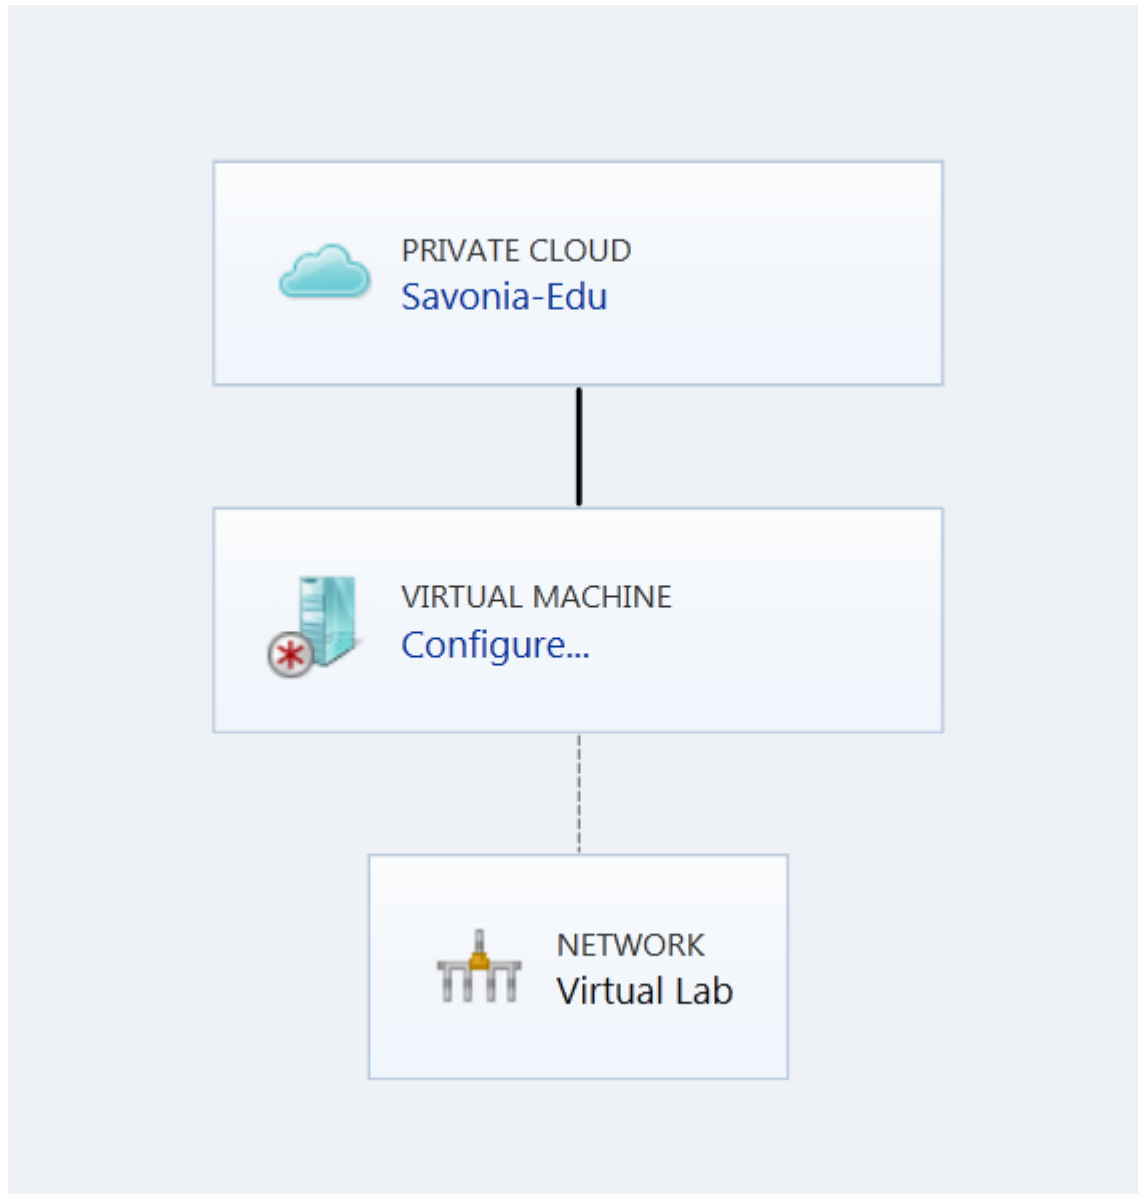 PRIVATE CLOUD
Savonia-Edu
VIRTUAL MACHINE
Configure...
NETWORK
Virtual Lab